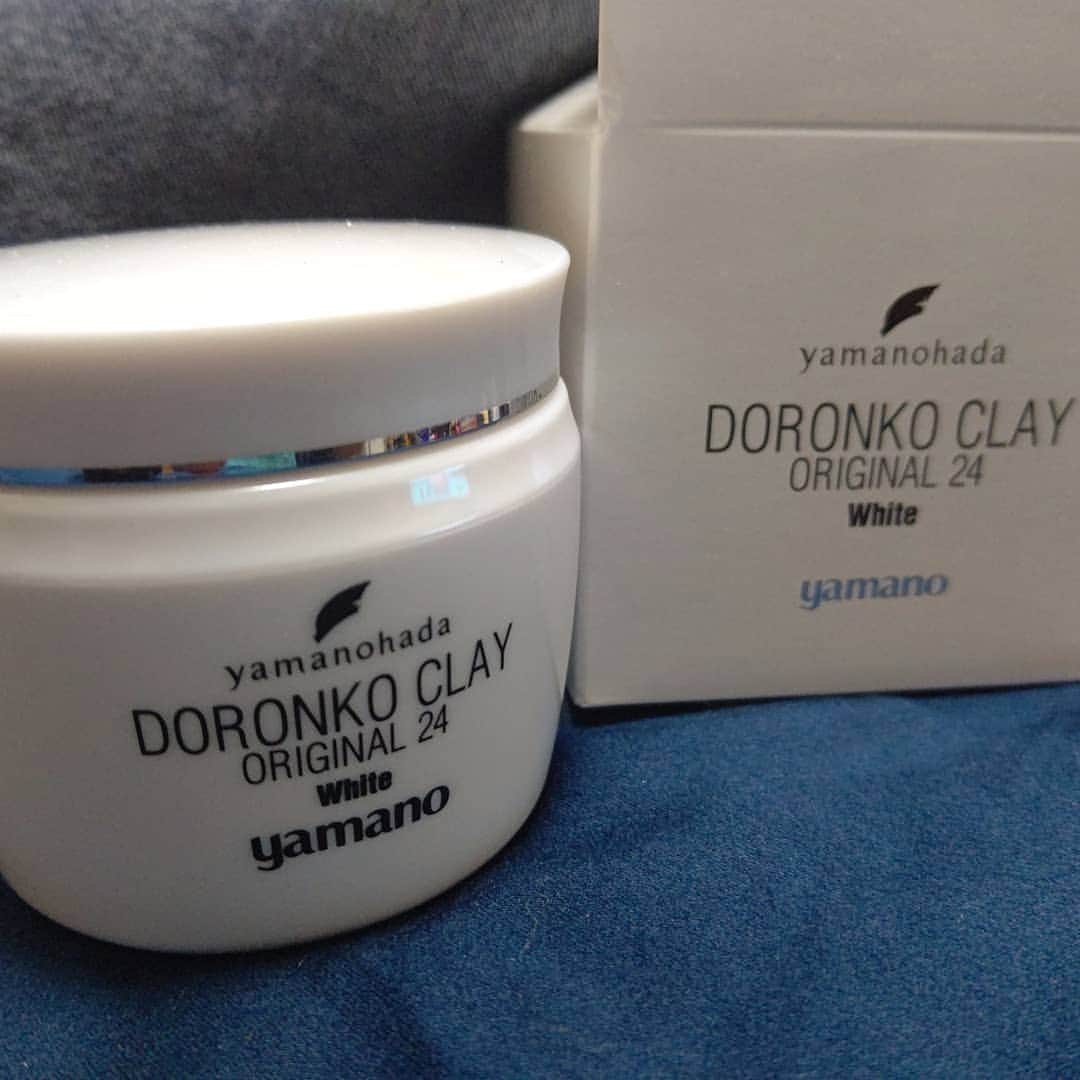 yamanohada
DORONKO CLAY
ORIGINAL 24
White
yamano
yamanohada
DORONKO CLAY
ORIGINAL 24
White
yamano